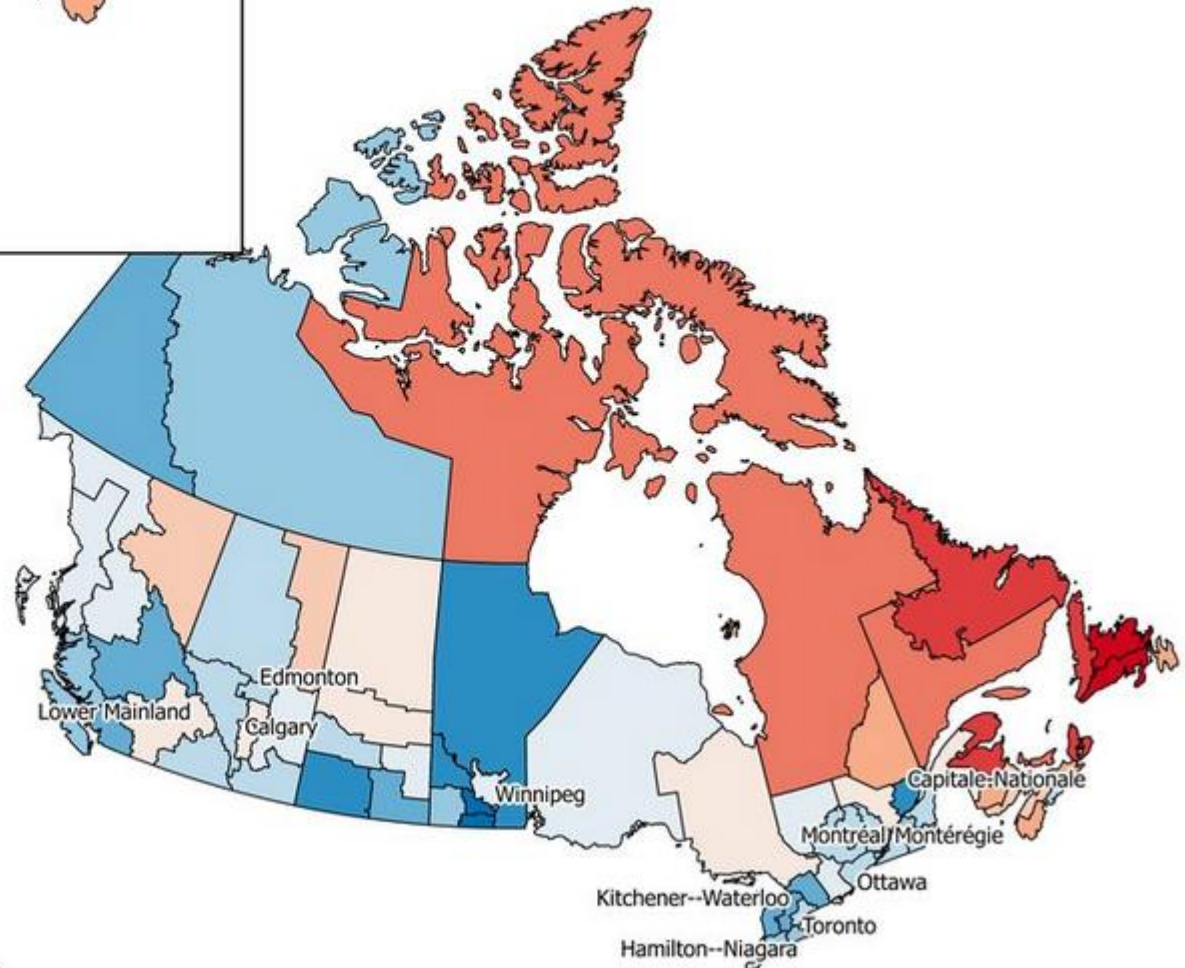 Edmonton
Lower Mainland
Calgary
Capitale-Nationale
Winnipeg
Montréal
Montérégie
Ottawa
Kitchener--Waterloo
Toronto
Hamilton--Niagara